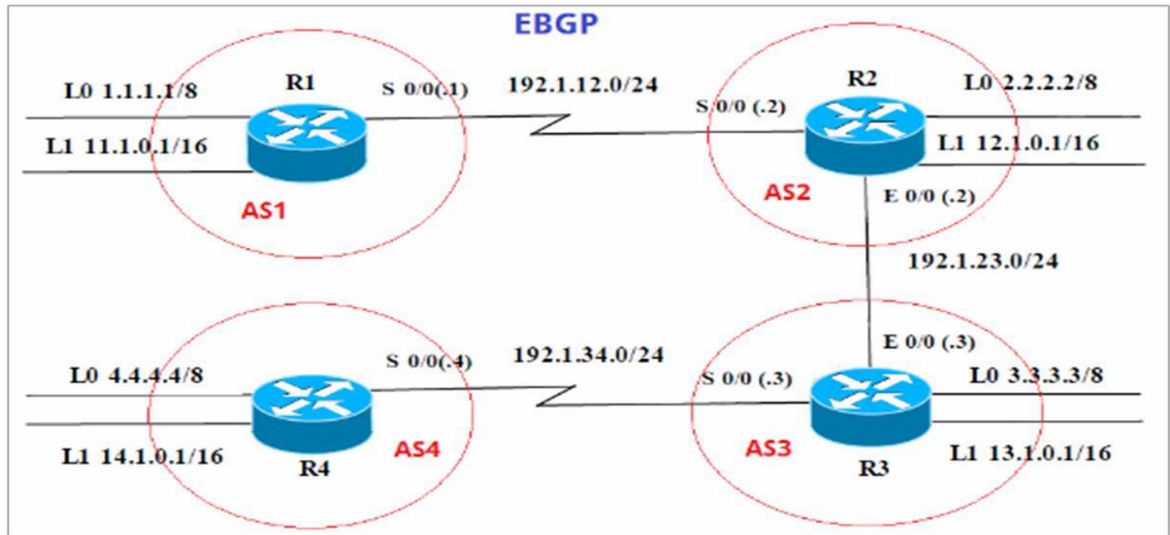 EBGP
R1
L0 1.1.1.1/8
S 0/0(.1)
192.1.12.0/24
L1 11.1.0.1/16
AS1
R2
S 0/0 (.2)
L0 2.2.2.2/8
L1 12.1.0.1/16
AS2
E 0/0 (.2)
192.1.23.0/24
L0 4.4.4.4/8
S 0/0(.4)
192.1.34.0/24
L1 14.1.0.1/16
R4
AS4
E 0/0 (.3)
S 0/0 (.3)
L0 3.3.3.3/8
AS3
R3
L1 13.1.0.1/16